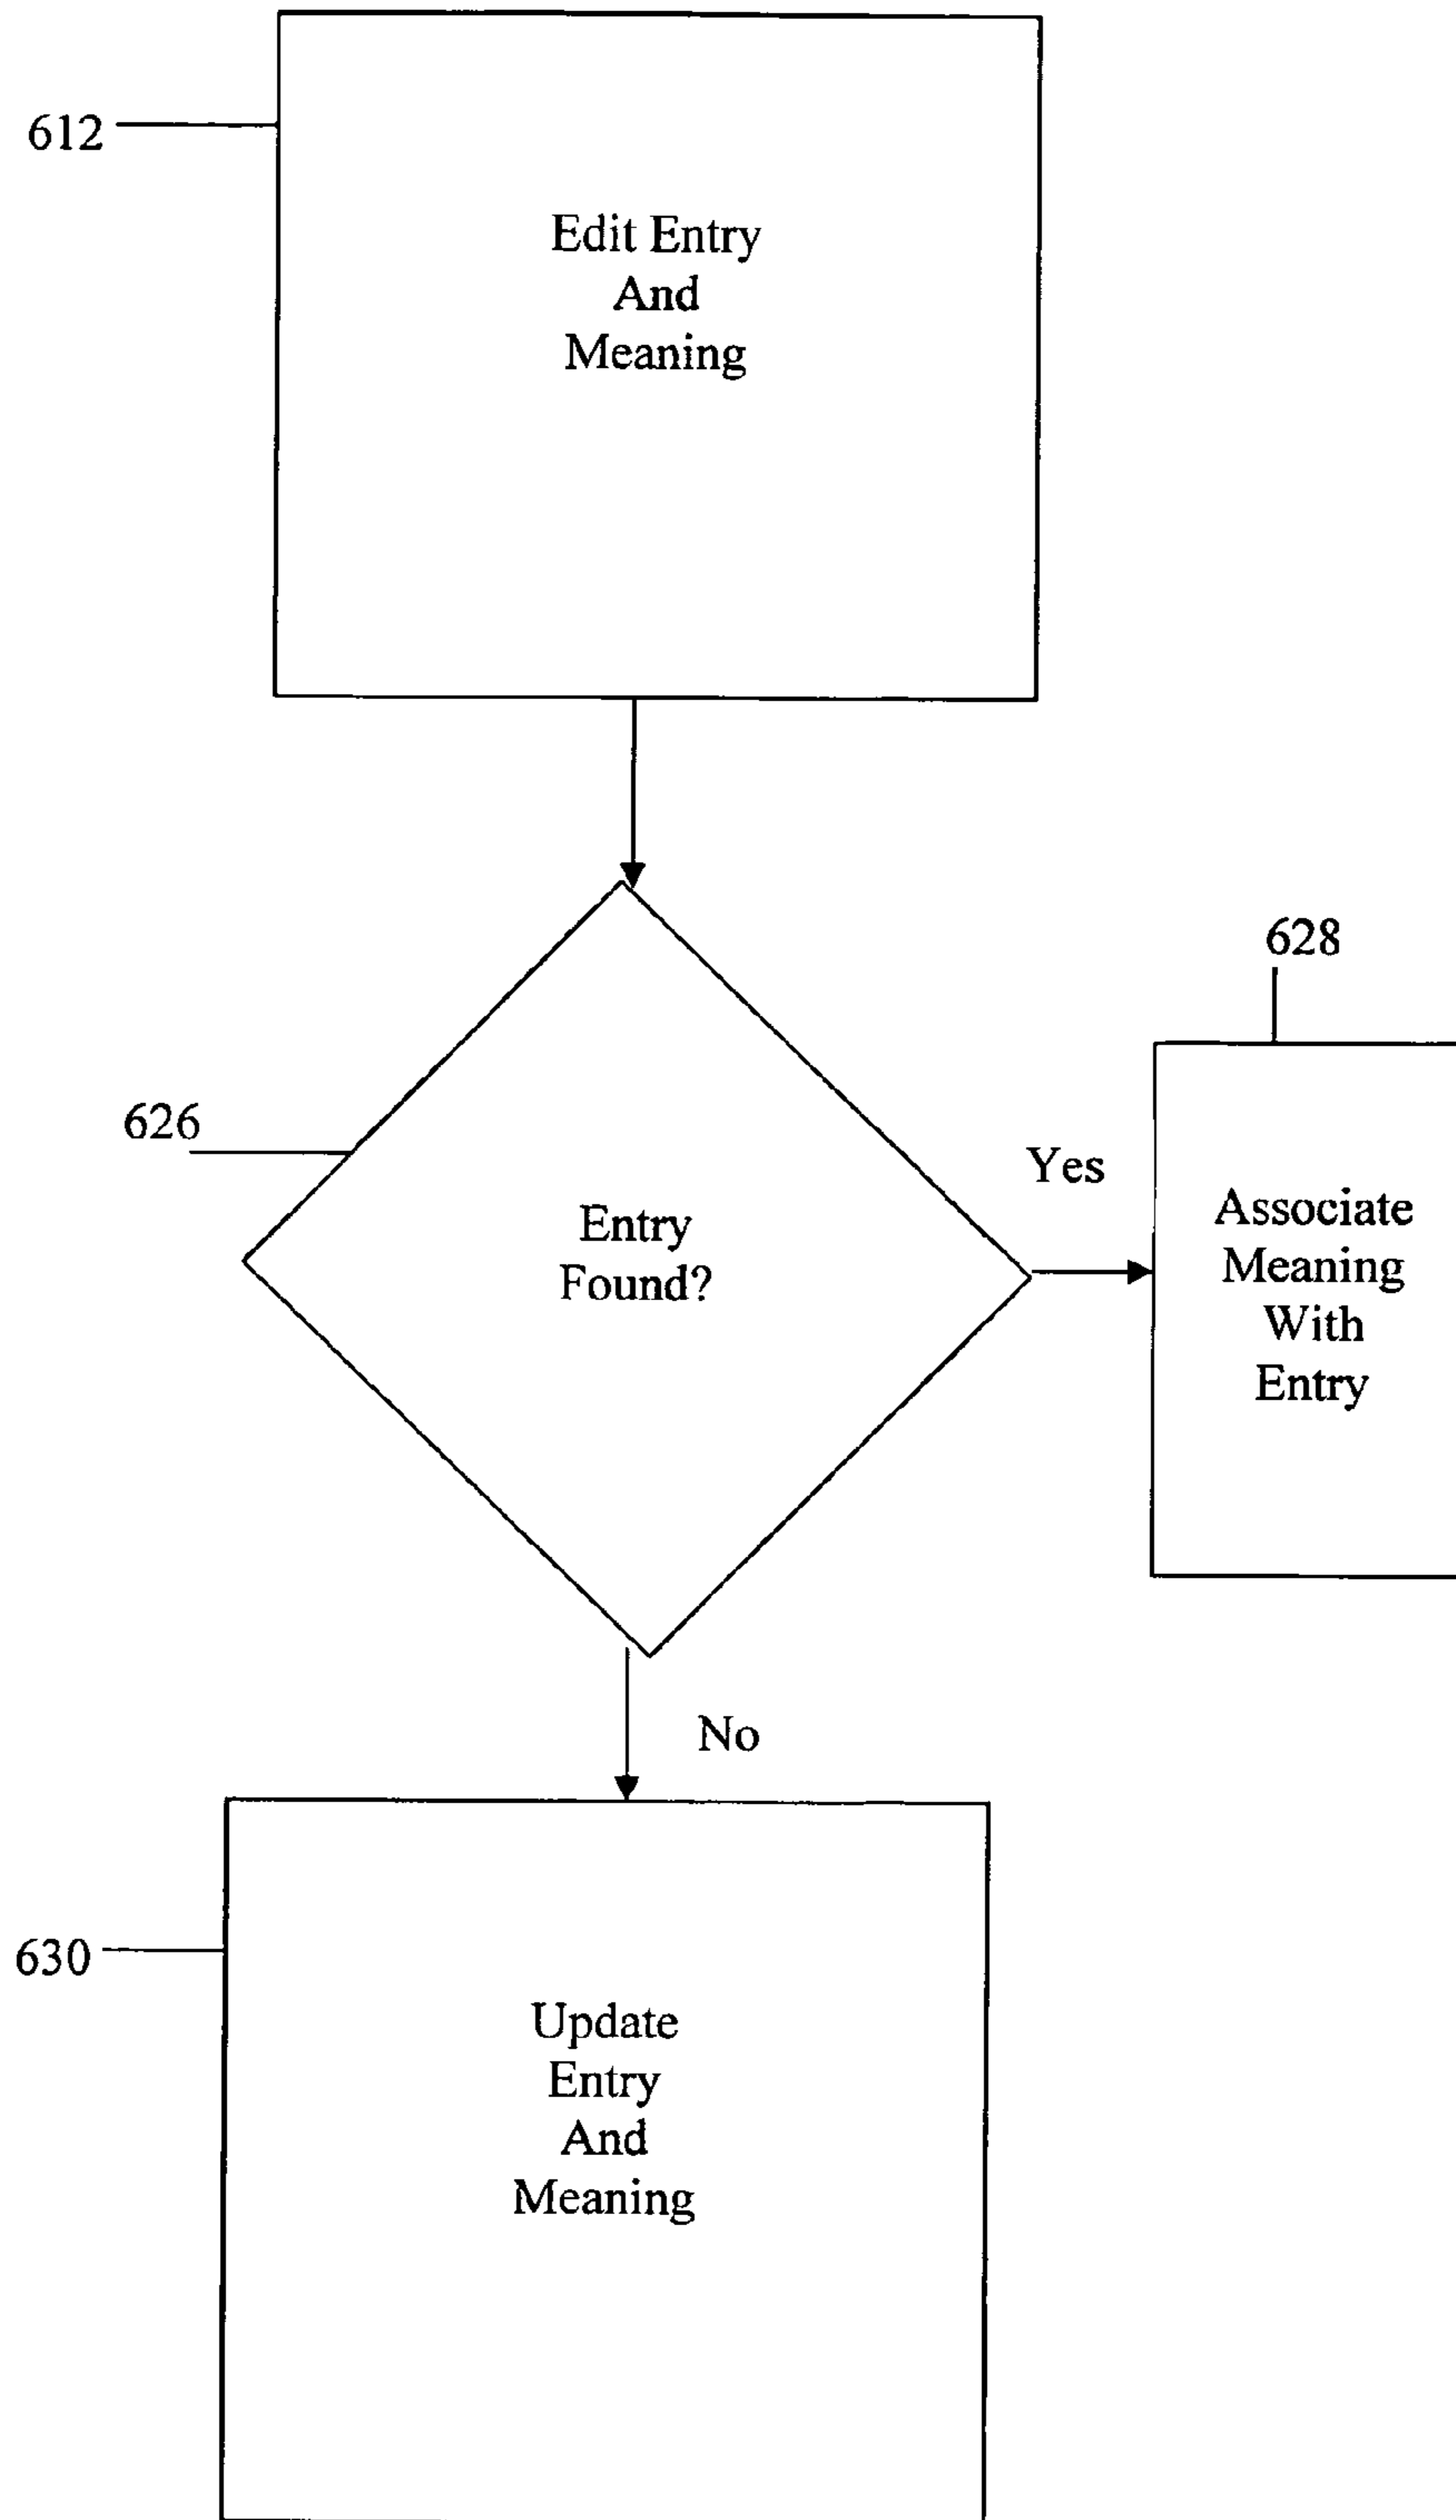 612
Edit Entry
And
Meaning
626
Entry
Found?
Yes
628
Associate
Meaning
With
Entry
No
630
Update
Entry
And
Meaning